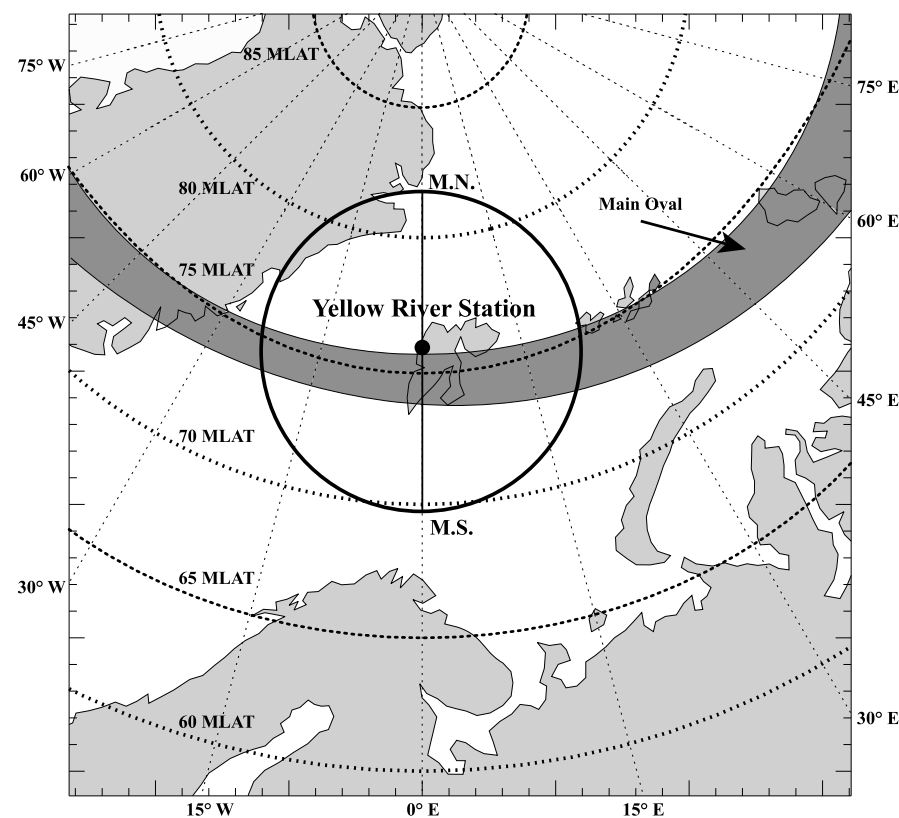 85 MLAT
75° W
75° E
M.N.
60° W
80 MLAT
Main Oval
60° E
75 MLAT
Yellow River Station
45° W
45° E
70 MLAT
M.S.
65 MLAT
30° W
60 MLAT
30° E
15° W
0° E
15° E